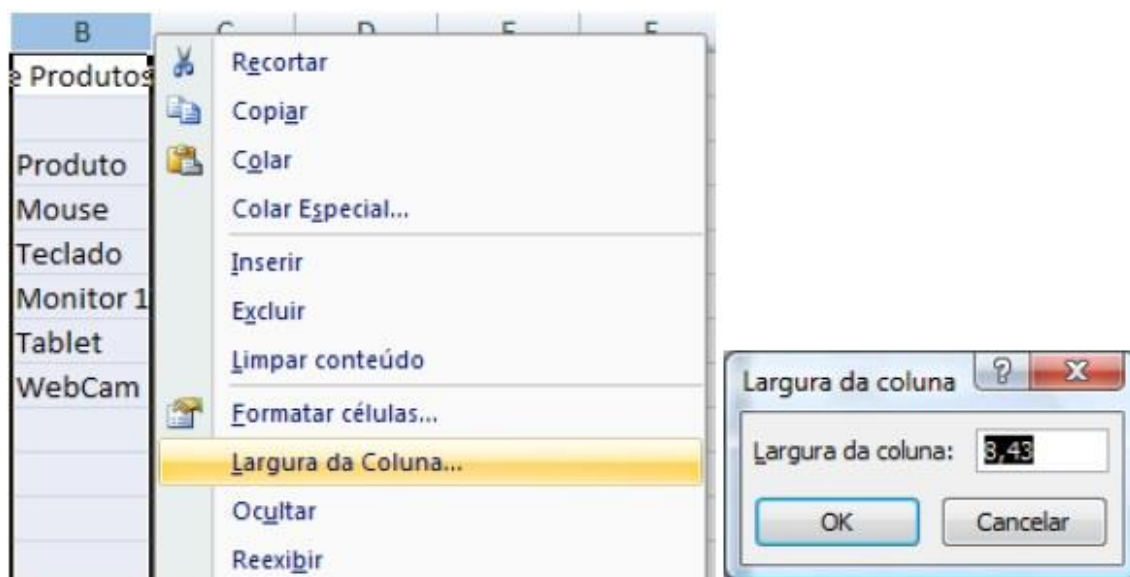 B
e Produtos
Produto
Mouse
Teclado
Monitor 1
Tablet
WebCam
Recortar
Copiar
Colar
Colar Especial...
Inserir
Excluir
Limpar conteúdo
Formatar células...
Largura da Coluna...
Ocultar
Reexibir
Largura da coluna
Largura da coluna: 8,43
OK Cancelar